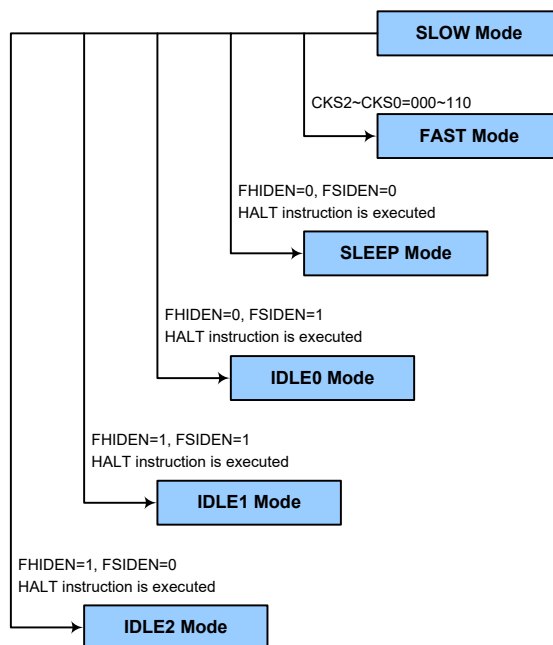 SLOW Mode
CKS2~CKS0=000~110
FAST Mode
FHIDEN=0, FSIDEN=0
HALT instruction is executed
SLEEP Mode
FHIDEN=0, FSIDEN=1
HALT instruction is executed
IDLE0 Mode
FHIDEN=1, FSIDEN=1
HALT instruction is executed
IDLE1 Mode
FHIDEN=1, FSIDEN=0
HALT instruction is executed
IDLE2 Mode